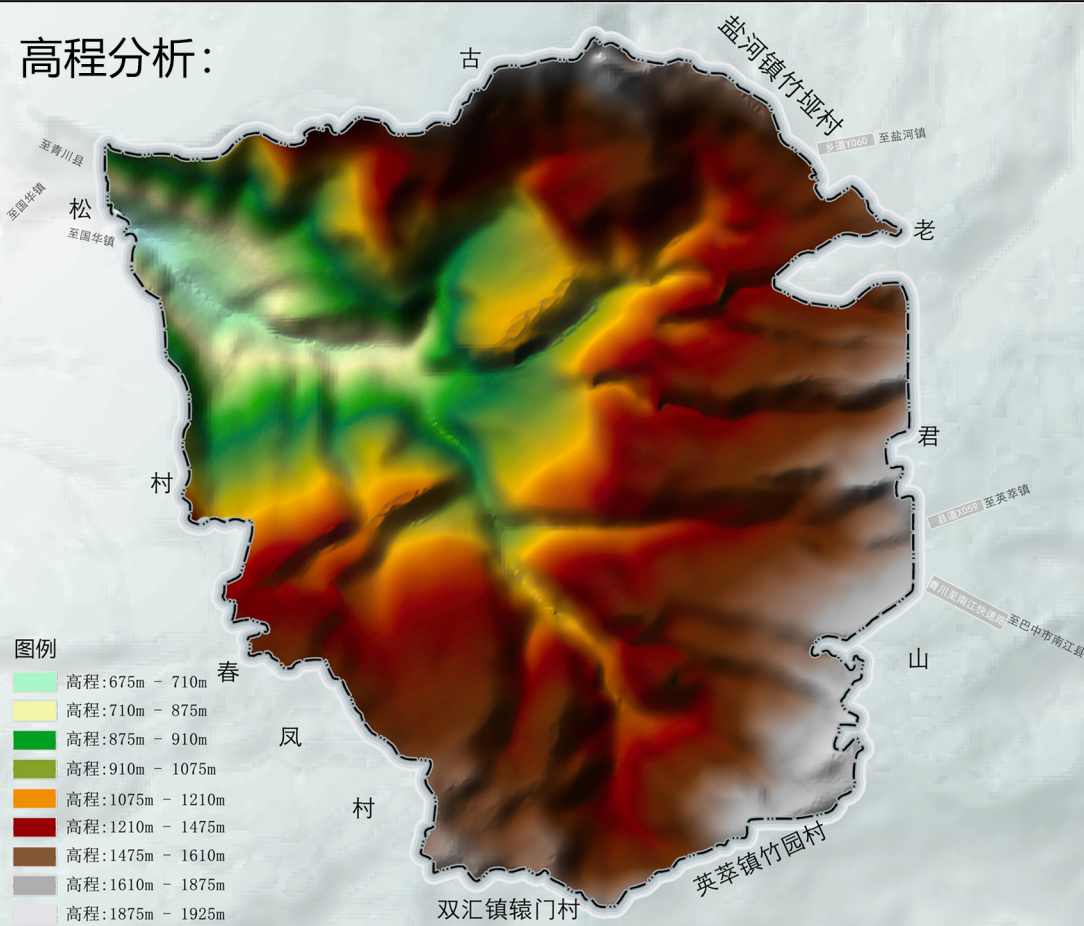 高程分析：
古
盐河镇竹垭村
乡道Y060
至盐河镇
至青川县
至国华镇
松
至国华镇
老
君
村
县道X059
至英萃镇
青川至南江快速路
至巴中市南江县
山
春
凤
村
英萃镇竹园村
双汇镇辕门村
图例
高程:675m - 710m
高程:710m - 875m
高程:875m - 910m
高程:910m - 1075m
高程:1075m - 1210m
高程:1210m - 1475m
高程:1475m - 1610m
高程:1610m - 1875m
高程:1875m - 1925m